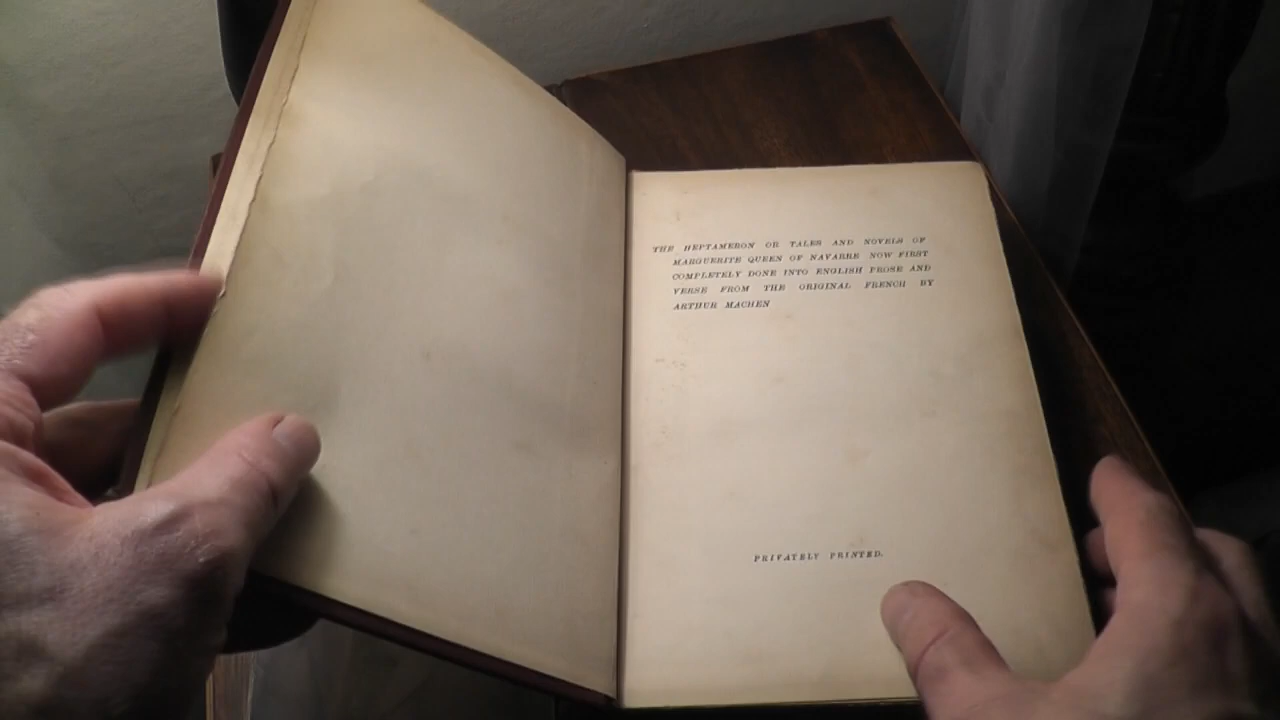 THE HEPTAMERON OR TALES AND NOVELS OF
MARGUERITE QUEEN OF NAVARRE NOW FIRST
COMPLETELY DONE INTO ENGLISH PROSE AND
VERSE FROM THE ORIGINAL FRENCH BY
ARTHUR MACHEN
PRIVATELY PRINTED.